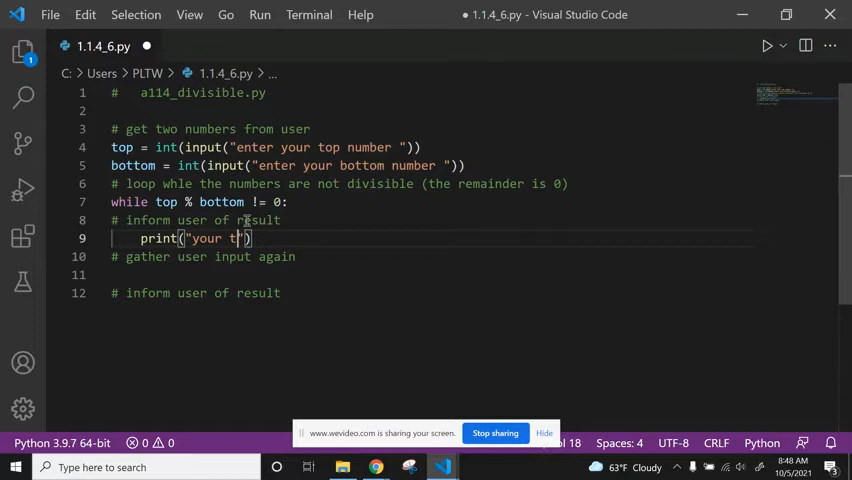 File Edit Selection View Go Run Terminal Help
● 1.1.4_6.py - Visual Studio Code
1.1.4_6.py ●
C: > Users > PLTW > 1.1.4_6.py > ...
1 # a114_divisible.py
2
3 # get two numbers from user
4 top = int(input("enter your top number "))
5 bottom = int(input("enter your bottom number "))
6 # loop whle the numbers are not divisible (the remainder is 0)
7 while top % bottom != 0:
8 # inform user of result
9 print("your t")
10 # gather user input again
11
12 # inform user of result
1
www.wevideo.com is sharing your screen. Stop sharing Hide
Python 3.9.7 64-bit 0 0 ol 18 Spaces: 4 UTF-8 CRLF Python
Type here to search
63°F Cloudy
8:48 AM
10/5/2021
3